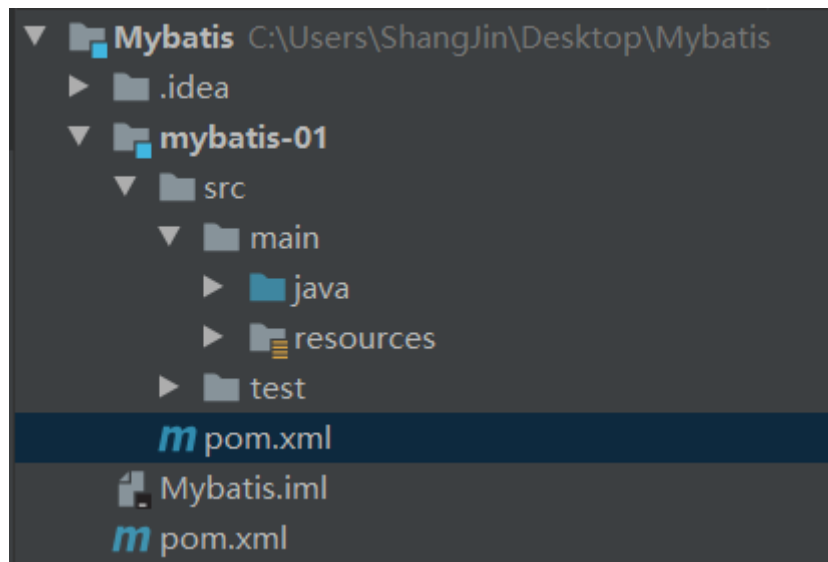 Mybatis C:\Users\ShangJin\Desktop\Mybatis
.idea
mybatis-01
src
main
java
resources
test
pom.xml
Mybatis.iml
pom.xml